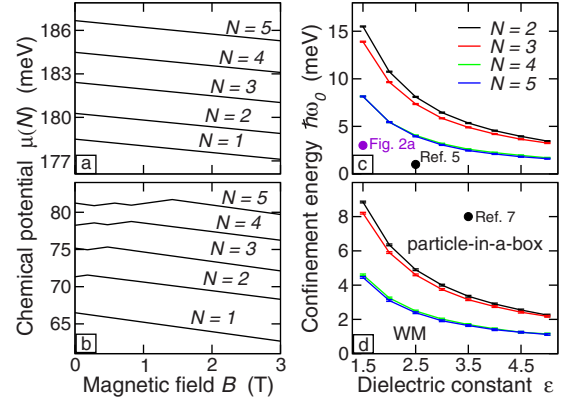 Chemical potential μ(N) (meV)
186
183
180
177
N = 5
N = 4
N = 3
N = 2
N = 1
a
80
75
70
65
N = 5
N = 4
N = 3
N = 2
N = 1
b
0
1
2
3
Magnetic field B (T)
Confinement energy ℏω0 (meV)
15
10
5
0
N = 2
N = 3
N = 4
N = 5
Fig. 2a
Ref. 5
c
8
6
4
2
0
Ref. 7
particle-in-a-box
WM
d
1.5
2.5
3.5
4.5
Dielectric constant ε